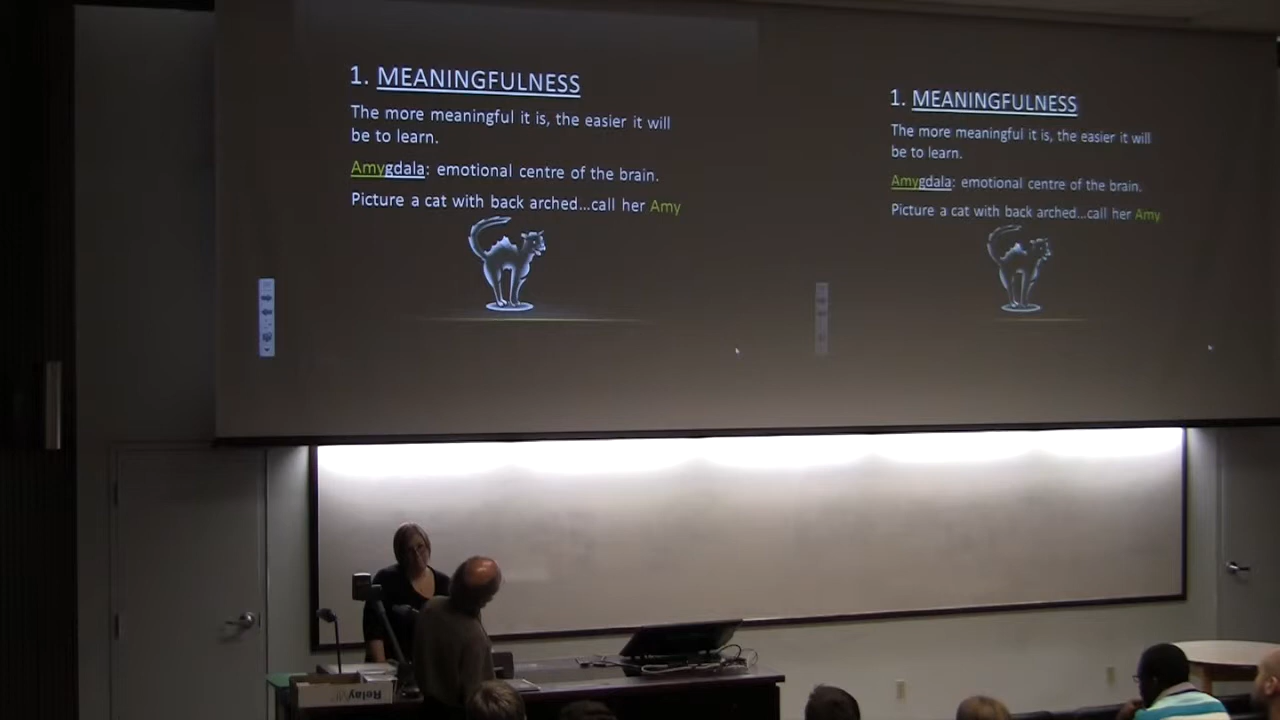 1. MEANINGFULNESS
The more meaningful it is, the easier it will
be to learn.
Amygdala: emotional centre of the brain.
Picture a cat with back arched...call her Amy
1. MEANINGFULNESS
The more meaningful it is, the easier it will
be to learn.
Amygdala: emotional centre of the brain.
Picture a cat with back arched...call her Amy
Relay